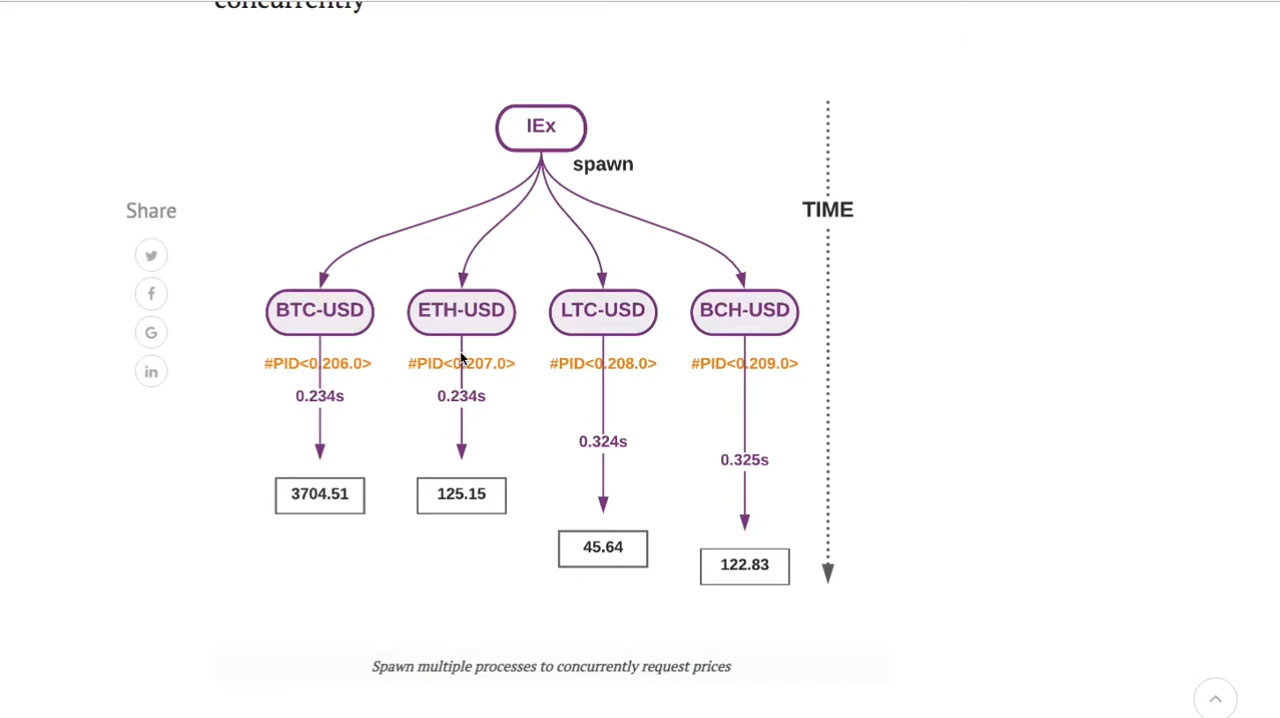 concurrently
IEx
spawn
TIME
Share
BTC-USD
ETH-USD
LTC-USD
BCH-USD
#PID<0.206.0>
#PID<0.207.0>
#PID<0.208.0>
#PID<0.209.0>
0.234s
0.234s
0.324s
0.325s
3704.51
125.15
45.64
122.83
Spawn multiple processes to concurrently request prices